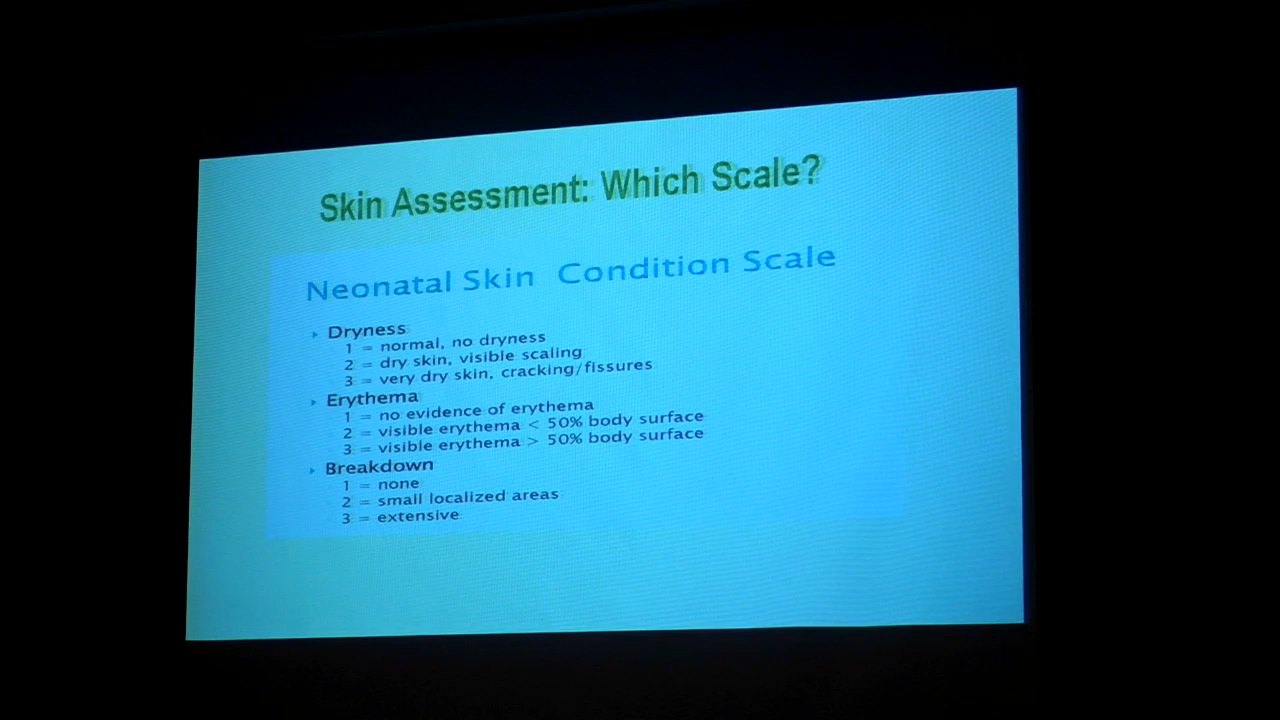 Skin Assessment: Which Scale?
Neonatal Skin Condition Scale
Dryness
1 = normal, no dryness
2 = dry skin, visible scaling
3 = very dry skin, cracking/fissures
Erythema
1 = no evidence of erythema
2 = visible erythema < 50% body surface
3 = visible erythema > 50% body surface
Breakdown
1 = none
2 = small localized areas
3 = extensive